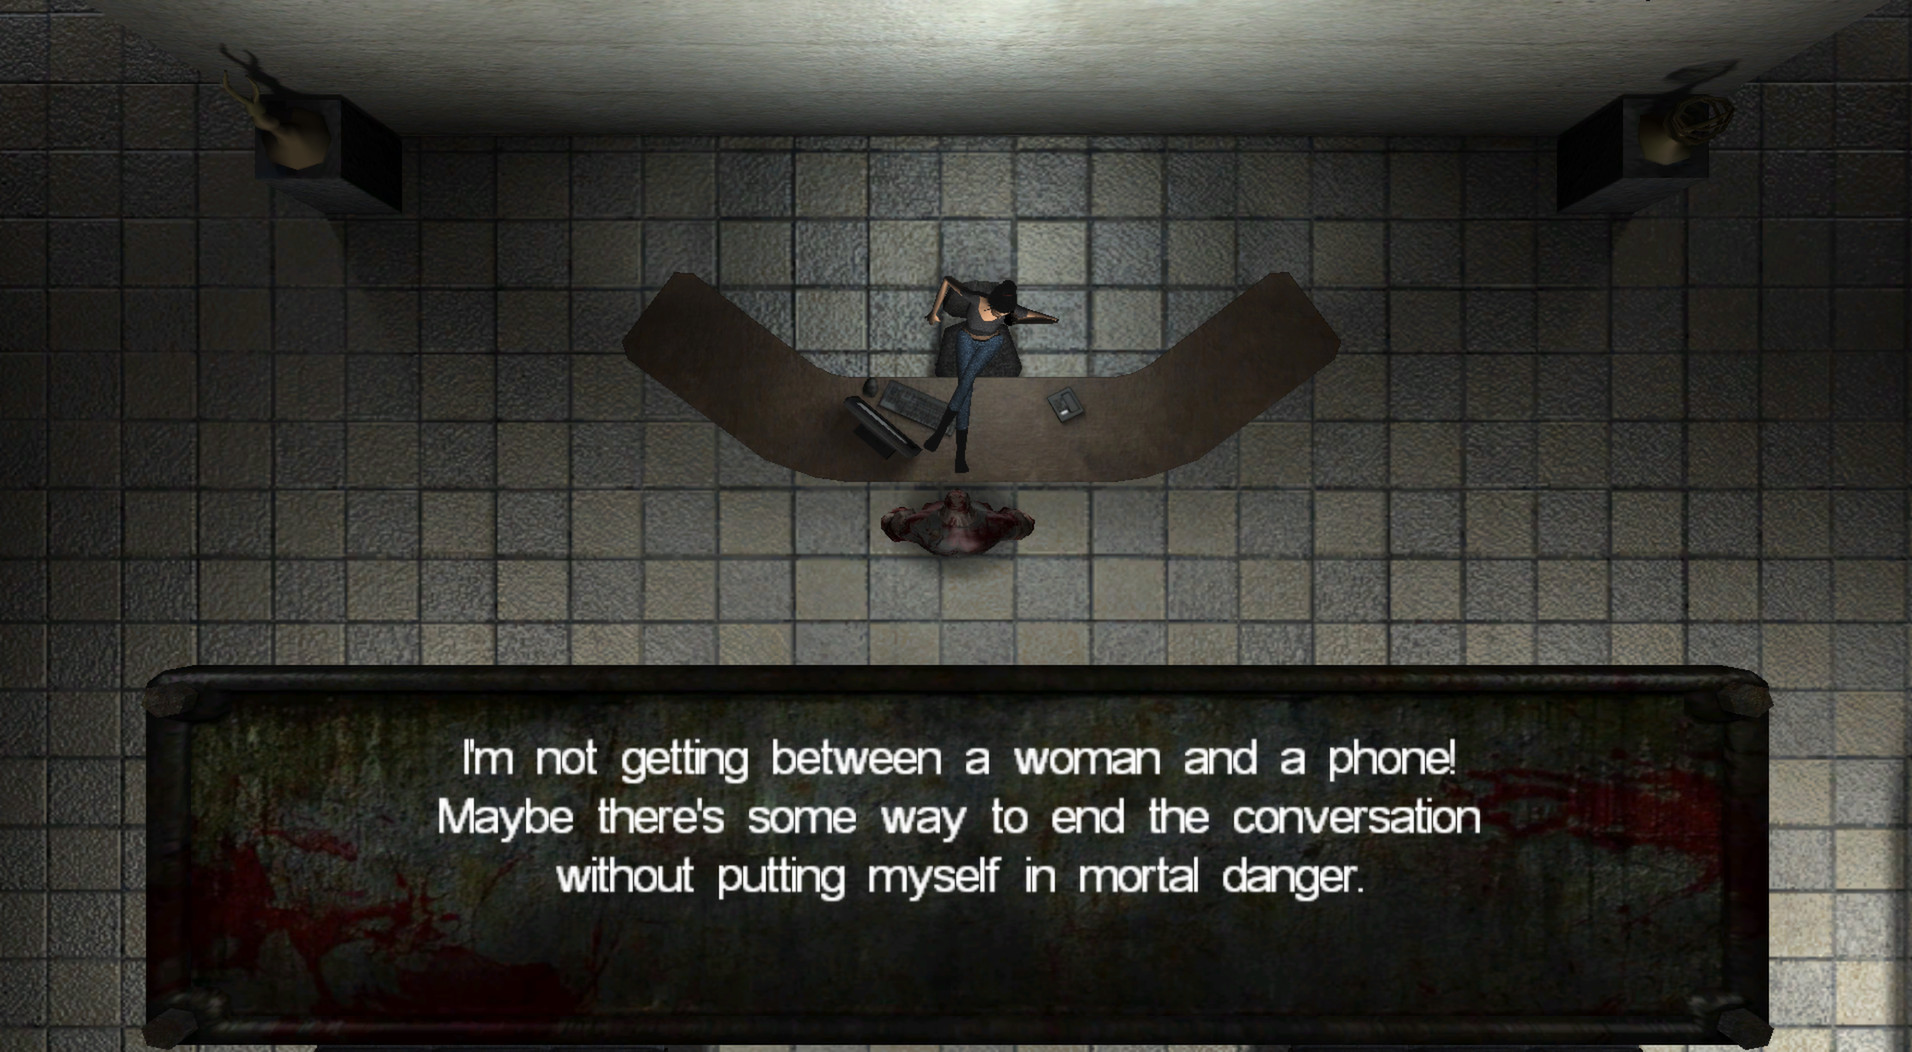 I'm not getting between a woman and a phone!
Maybe there's some way to end the conversation
without putting myself in mortal danger.